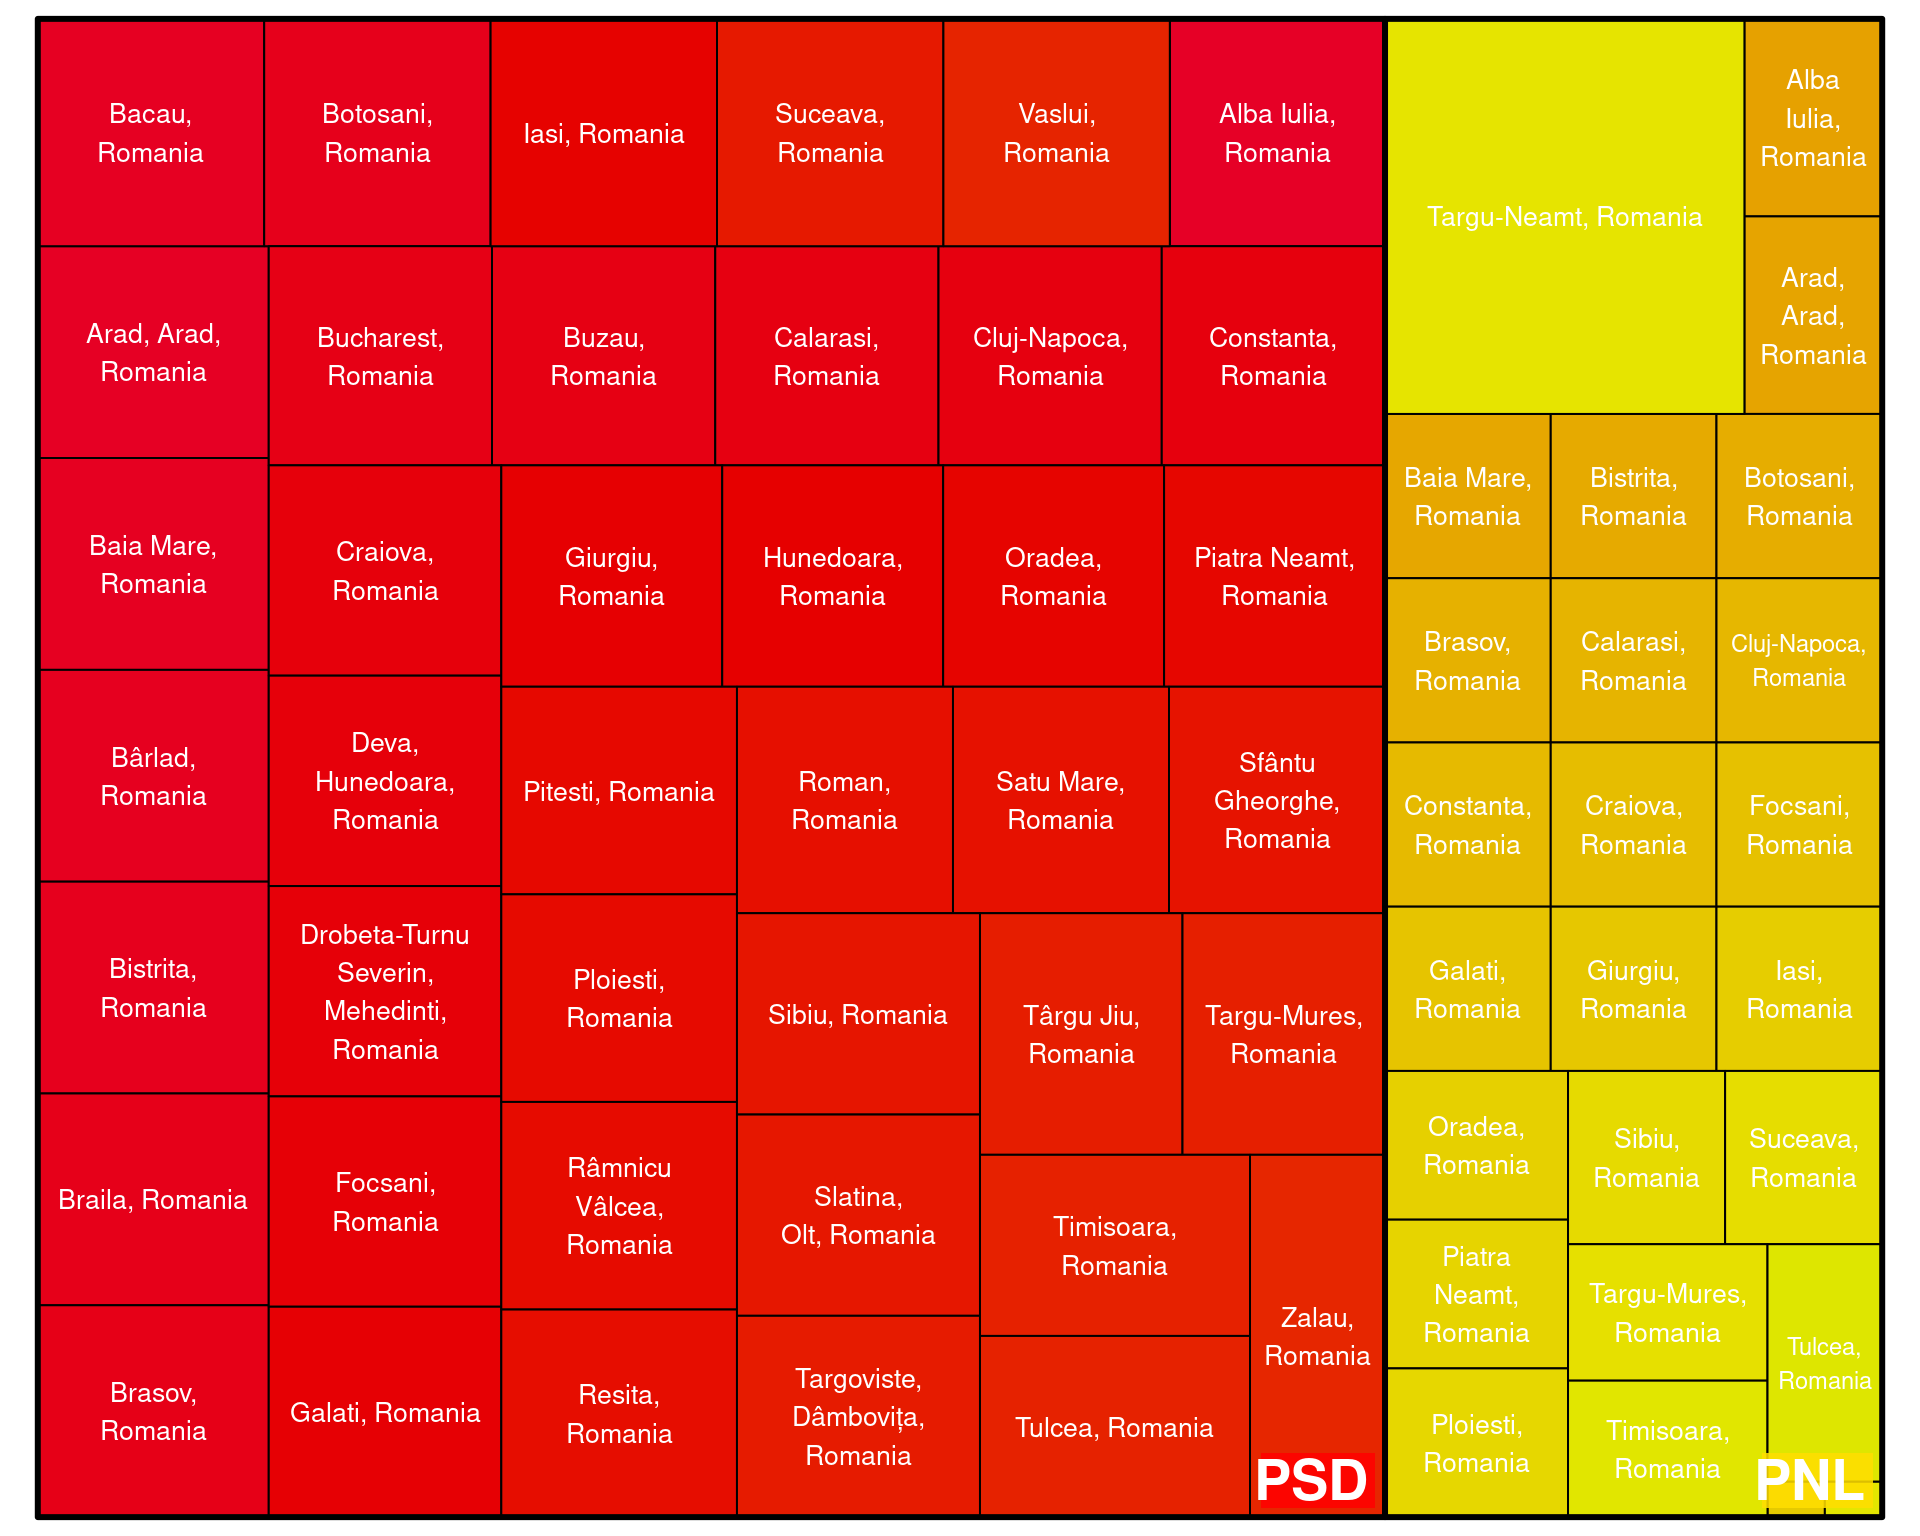 Bacau,
Romania
Botosani,
Romania
Iasi, Romania
Suceava,
Romania
Vaslui,
Romania
Alba Iulia,
Romania
Arad, Arad,
Romania
Bucharest,
Romania
Buzau,
Romania
Calarasi,
Romania
Cluj-Napoca,
Romania
Constanta,
Romania
Baia Mare,
Romania
Craiova,
Romania
Giurgiu,
Romania
Hunedoara,
Romania
Oradea,
Romania
Piatra Neamt,
Romania
Bârlad,
Romania
Deva,
Hunedoara,
Romania
Pitesti, Romania
Roman,
Romania
Satu Mare,
Romania
Sfântu
Gheorghe,
Romania
Bistrita,
Romania
Drobeta-Turnu
Severin,
Mehedinti,
Romania
Ploiesti,
Romania
Sibiu, Romania
Târgu Jiu,
Romania
Targu-Mures,
Romania
Braila, Romania
Focsani,
Romania
Râmnicu
Vâlcea,
Romania
Slatina,
Olt, Romania
Timisoara,
Romania
Zalau,
Romania
Brasov,
Romania
Galati, Romania
Resita,
Romania
Targoviste,
Dâmbovița,
Romania
Tulcea, Romania
PSD
Targu-Neamt, Romania
Alba
Iulia,
Romania
Arad,
Arad,
Romania
Baia Mare,
Romania
Bistrita,
Romania
Botosani,
Romania
Brasov,
Romania
Calarasi,
Romania
Cluj-Napoca,
Romania
Constanta,
Romania
Craiova,
Romania
Focsani,
Romania
Galati,
Romania
Giurgiu,
Romania
Iasi,
Romania
Oradea,
Romania
Sibiu,
Romania
Suceava,
Romania
Piatra
Neamt,
Romania
Targu-Mures,
Romania
Tulcea,
Romania
Ploiesti,
Romania
Timisoara,
Romania
PNL